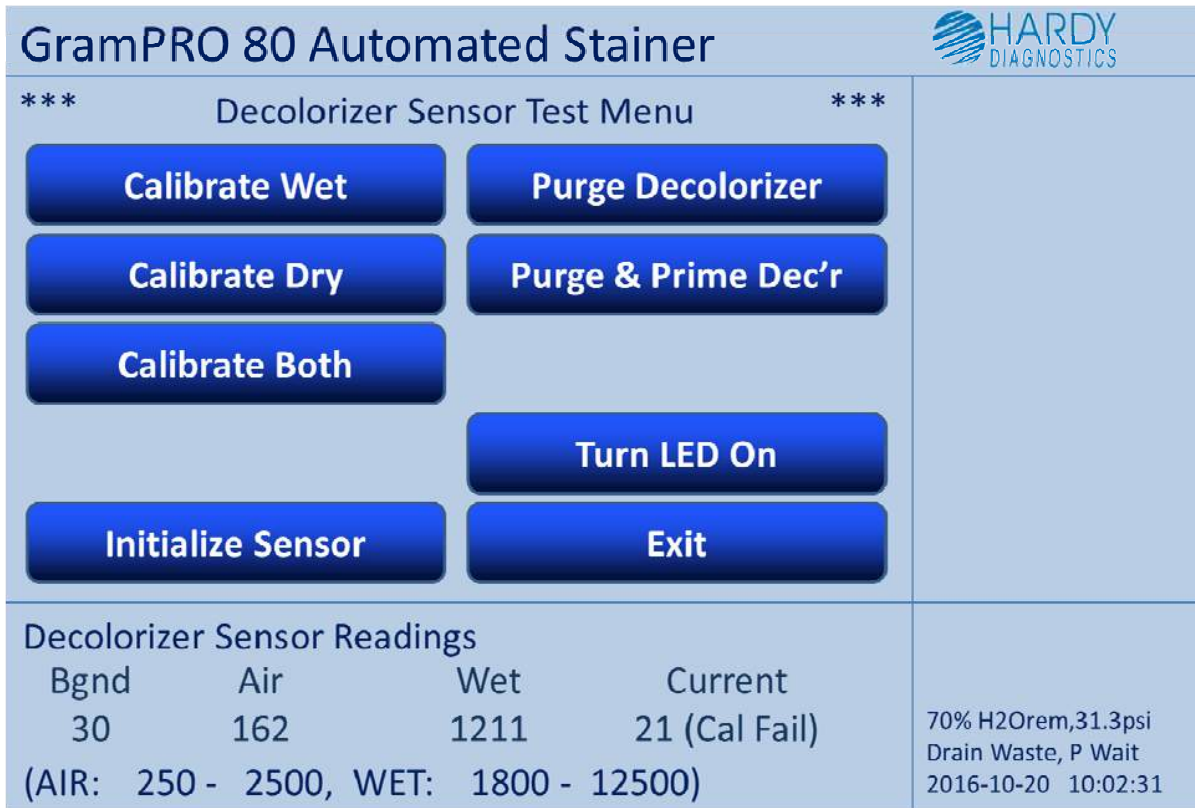 GramPRO 80 Automated Stainer
HARDY
DIAGNOSTICS
*** Decolorizer Sensor Test Menu ***
Calibrate Wet
Purge Decolorizer
Calibrate Dry
Purge & Prime Dec'r
Calibrate Both
Turn LED On
Initialize Sensor
Exit
Decolorizer Sensor Readings
Bgnd Air Wet Current
30 162 1211 21 (Cal Fail)
(AIR: 250 - 2500, WET: 1800 - 12500)
70% H2Orem,31.3psi
Drain Waste, P Wait
2016-10-20 10:02:31